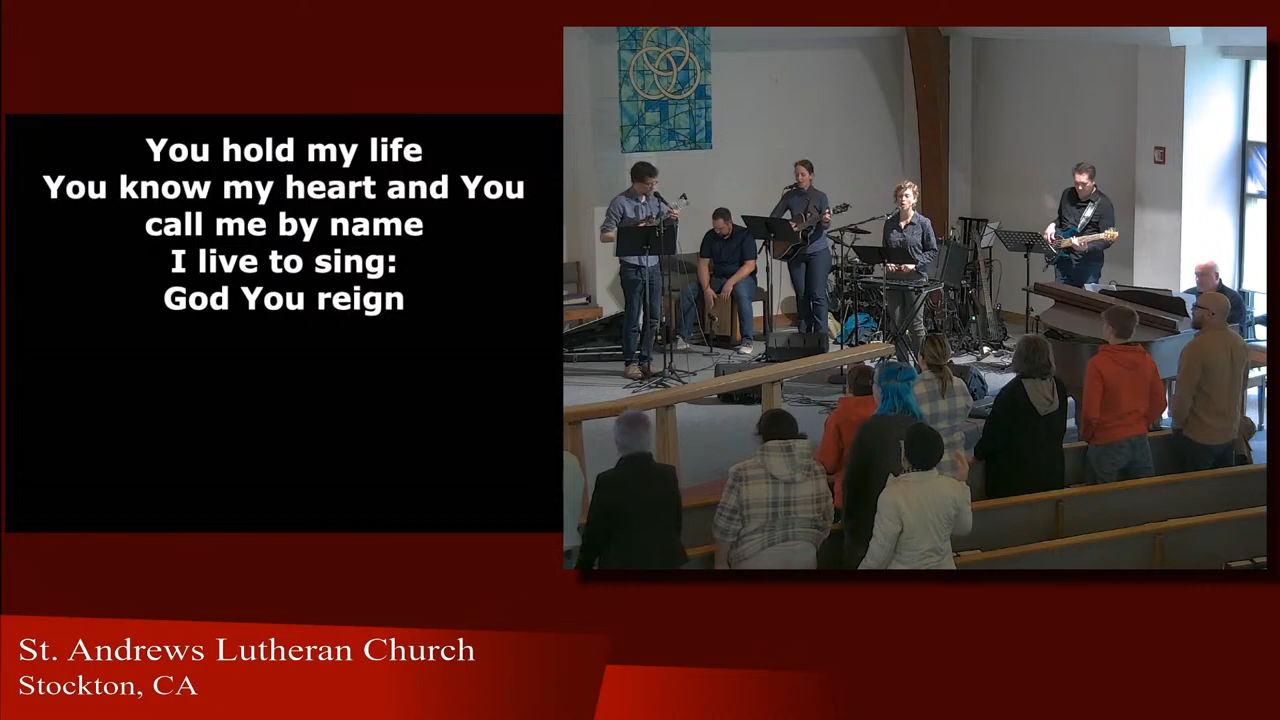 You hold my life
You know my heart and You
call me by name
I live to sing:
God You reign
St. Andrews Lutheran Church
Stockton, CA